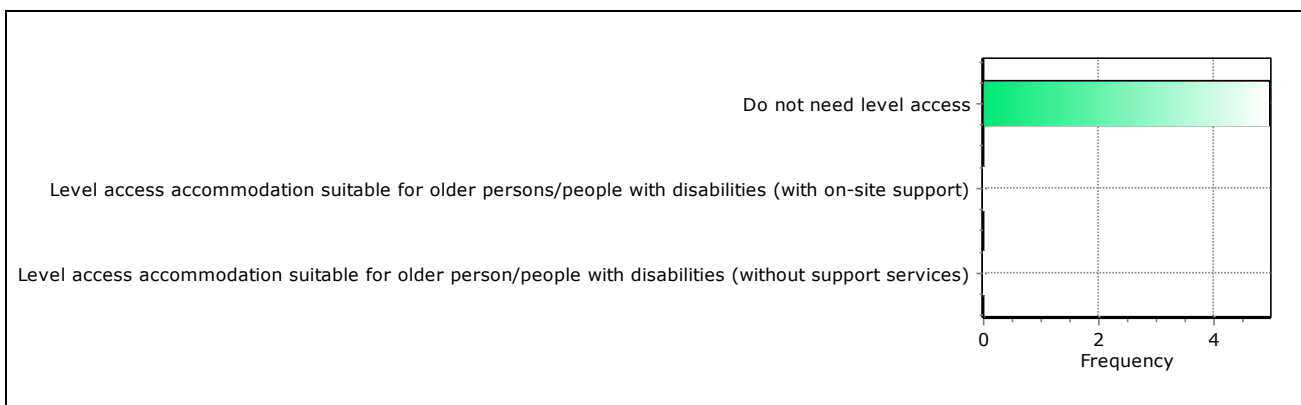 Do not need level access
Level access accommodation suitable for older persons/people with disabilities (with on-site support)
Level access accommodation suitable for older person/people with disabilities (without support services)
0 2 4
Frequency